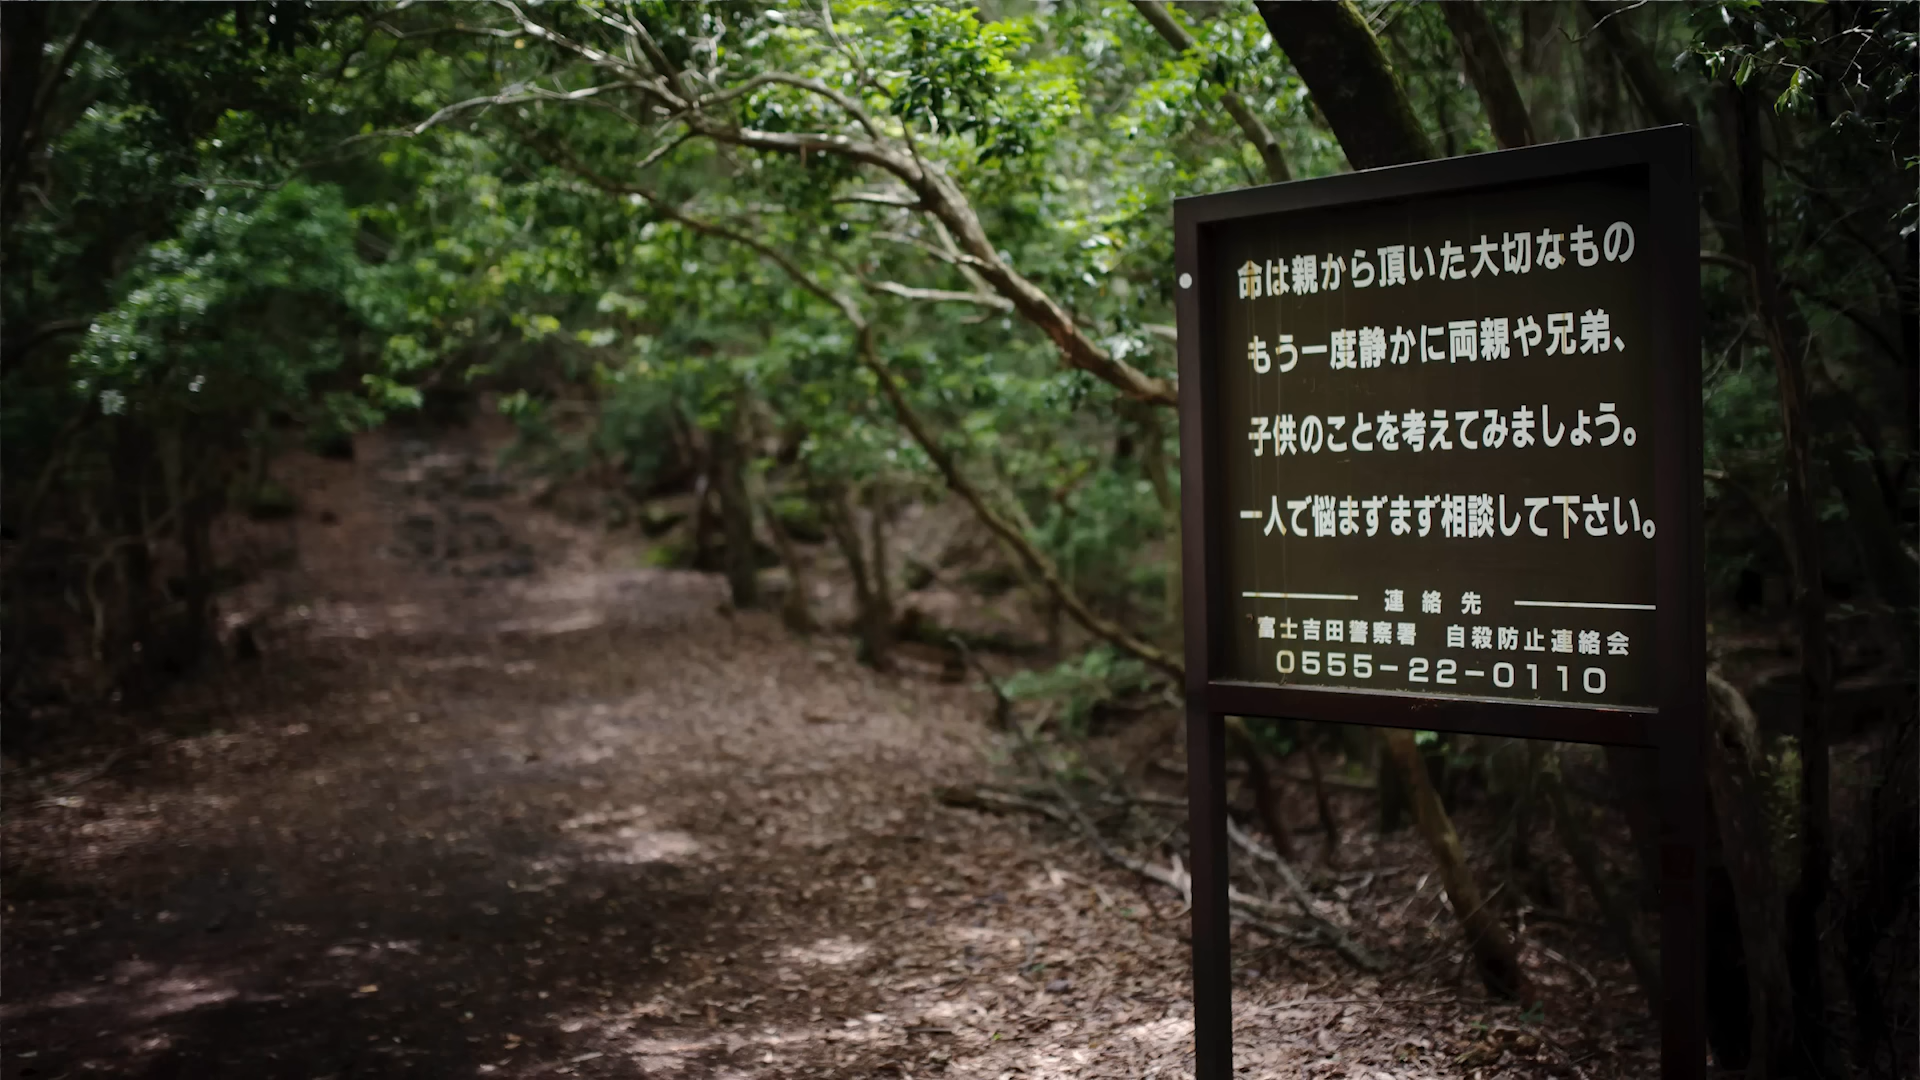 命は親から頂いた大切なもの
もう一度静かに両親や兄弟、
子供のことを考えてみましょう。
一人で悩まずまず相談して下さい。
連絡先
富士吉田警察署　自殺防止連絡会
0555-22-0110